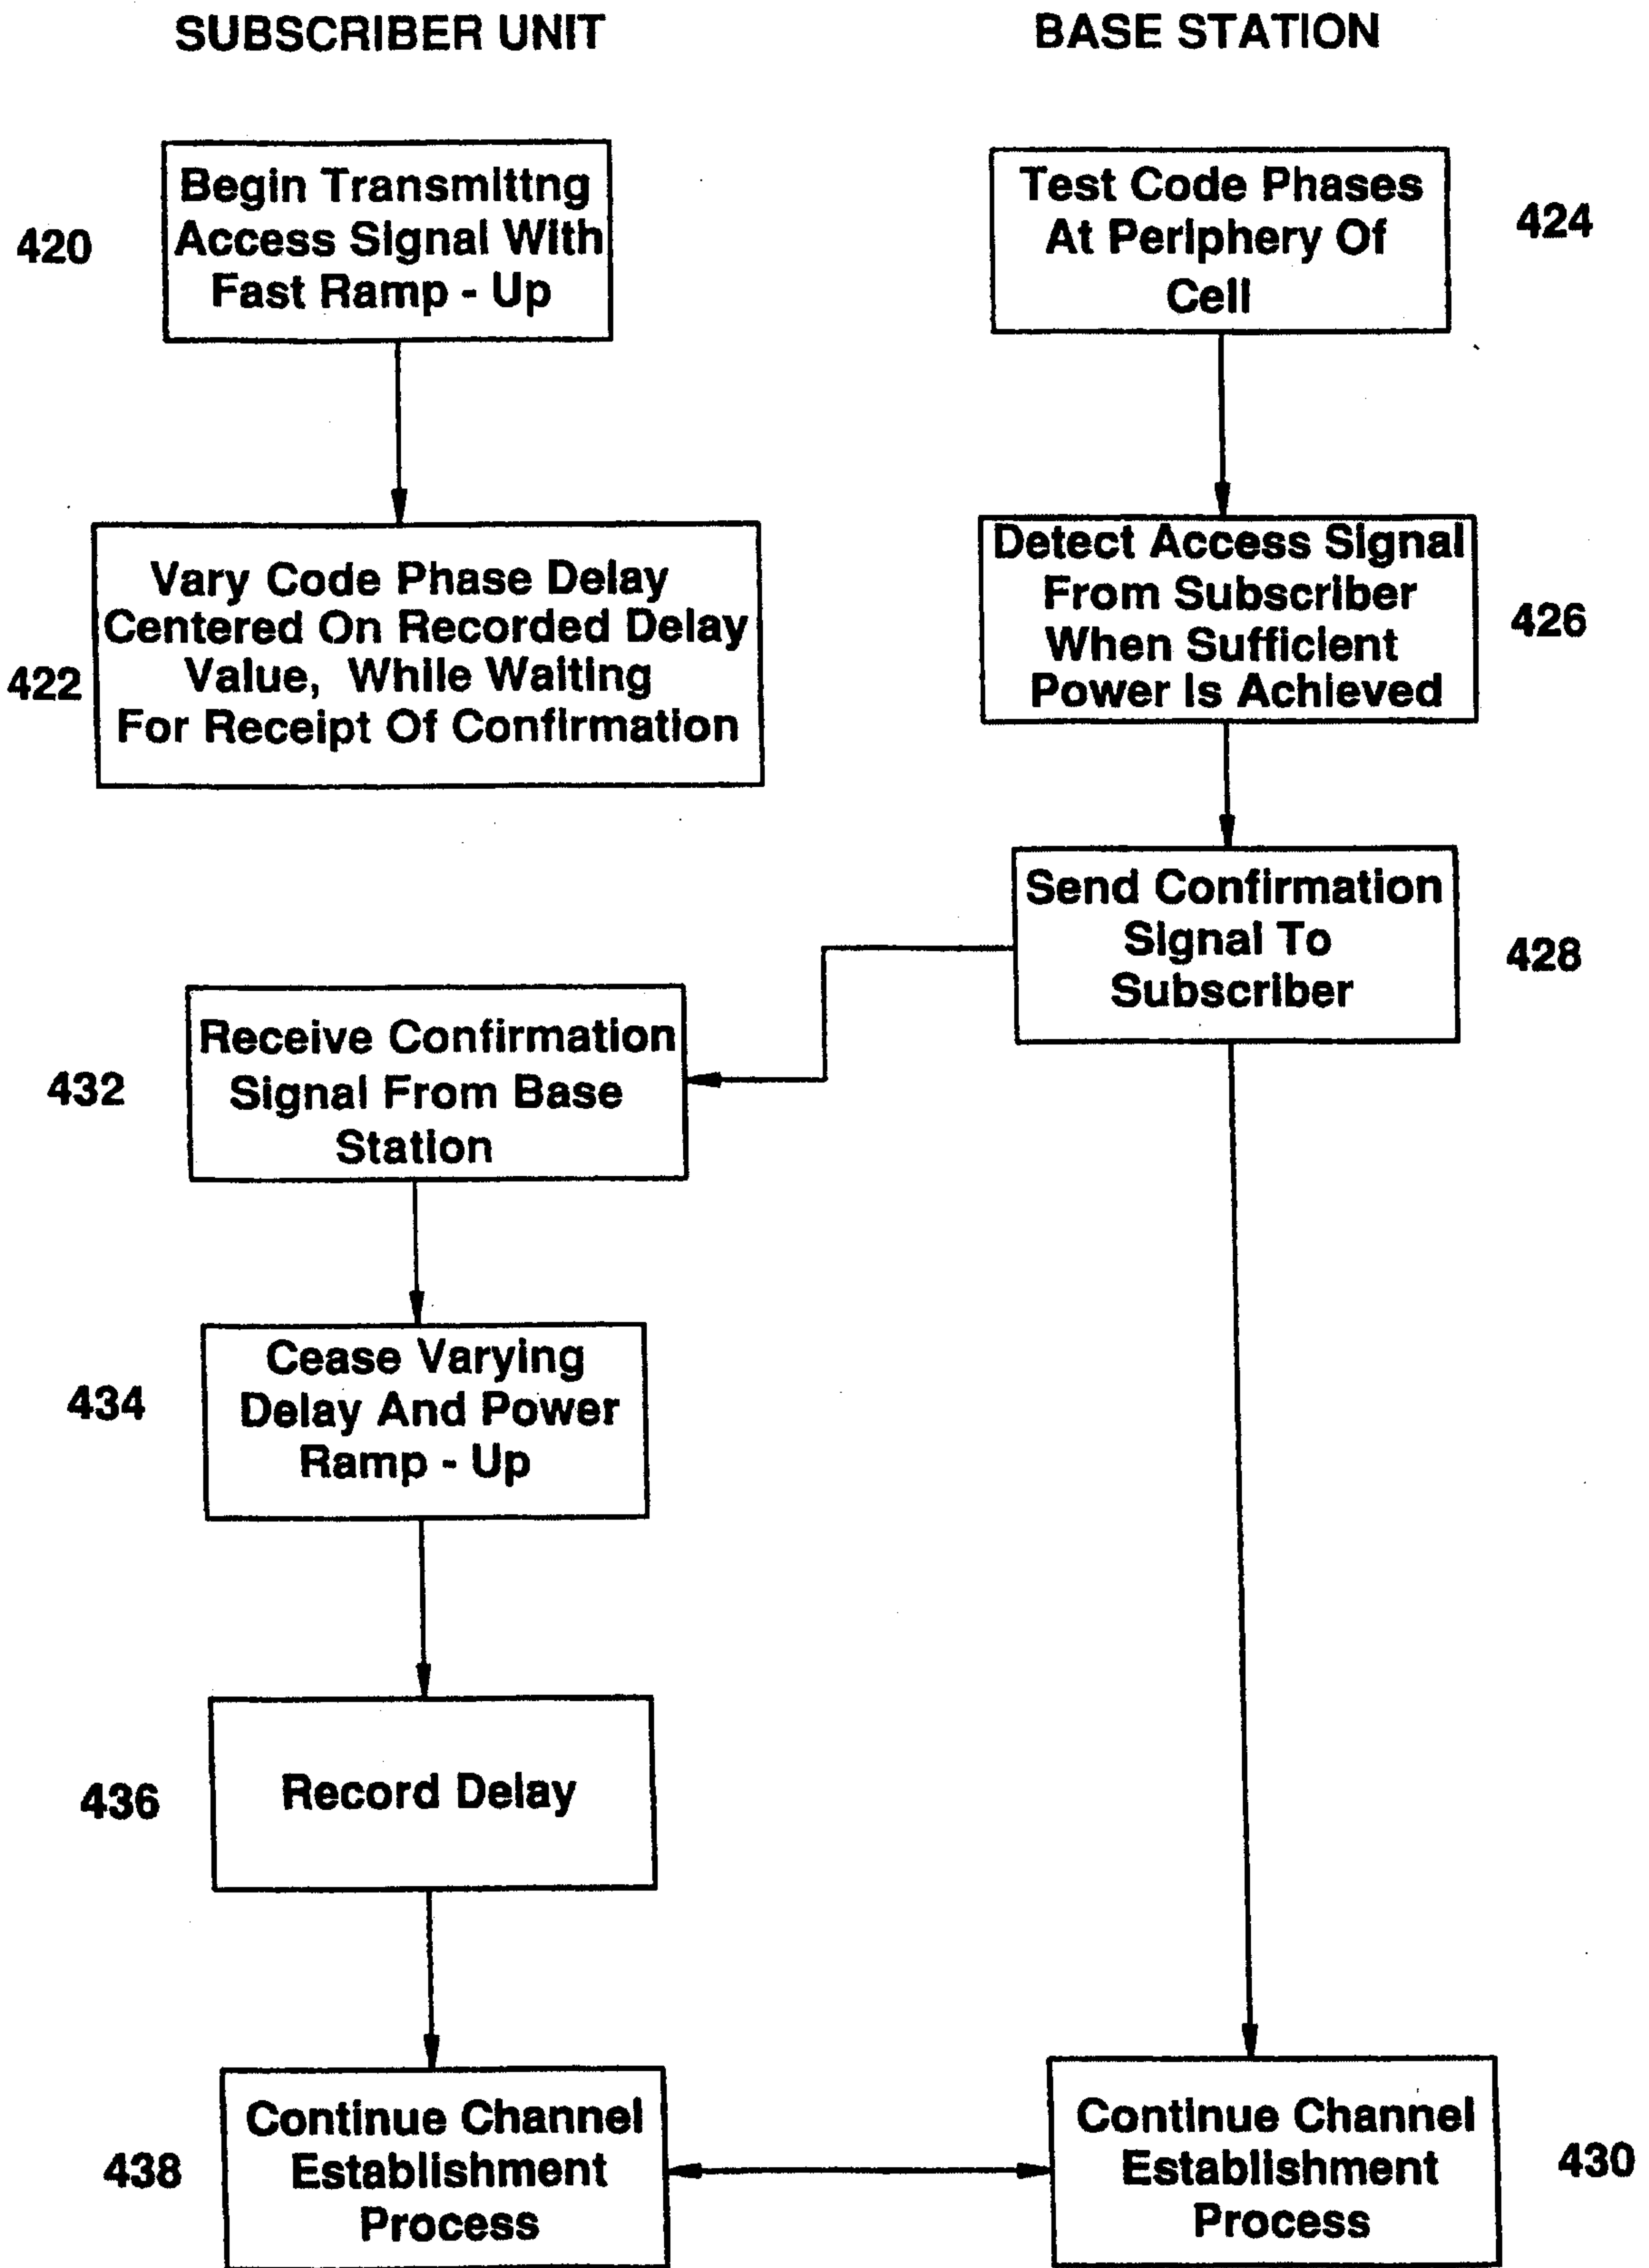 SUBSCRIBER UNIT
BASE STATION
420
Begin Transmittng
Access Signal With
Fast Ramp - Up
Test Code Phases
At Periphery Of
Cell
424
422
Vary Code Phase Delay
Centered On Recorded Delay
Value, While Waiting
For Receipt Of Confirmation
Detect Access Signal
From Subscriber
When Sufficient
Power Is Achieved
426
Send Confirmation
Signal To
Subscriber
428
432
Receive Confirmation
Signal From Base
Station
434
Cease Varying
Delay And Power
Ramp - Up
436
Record Delay
438
Continue Channel
Establishment
Process
Continue Channel
Establishment
Process
430